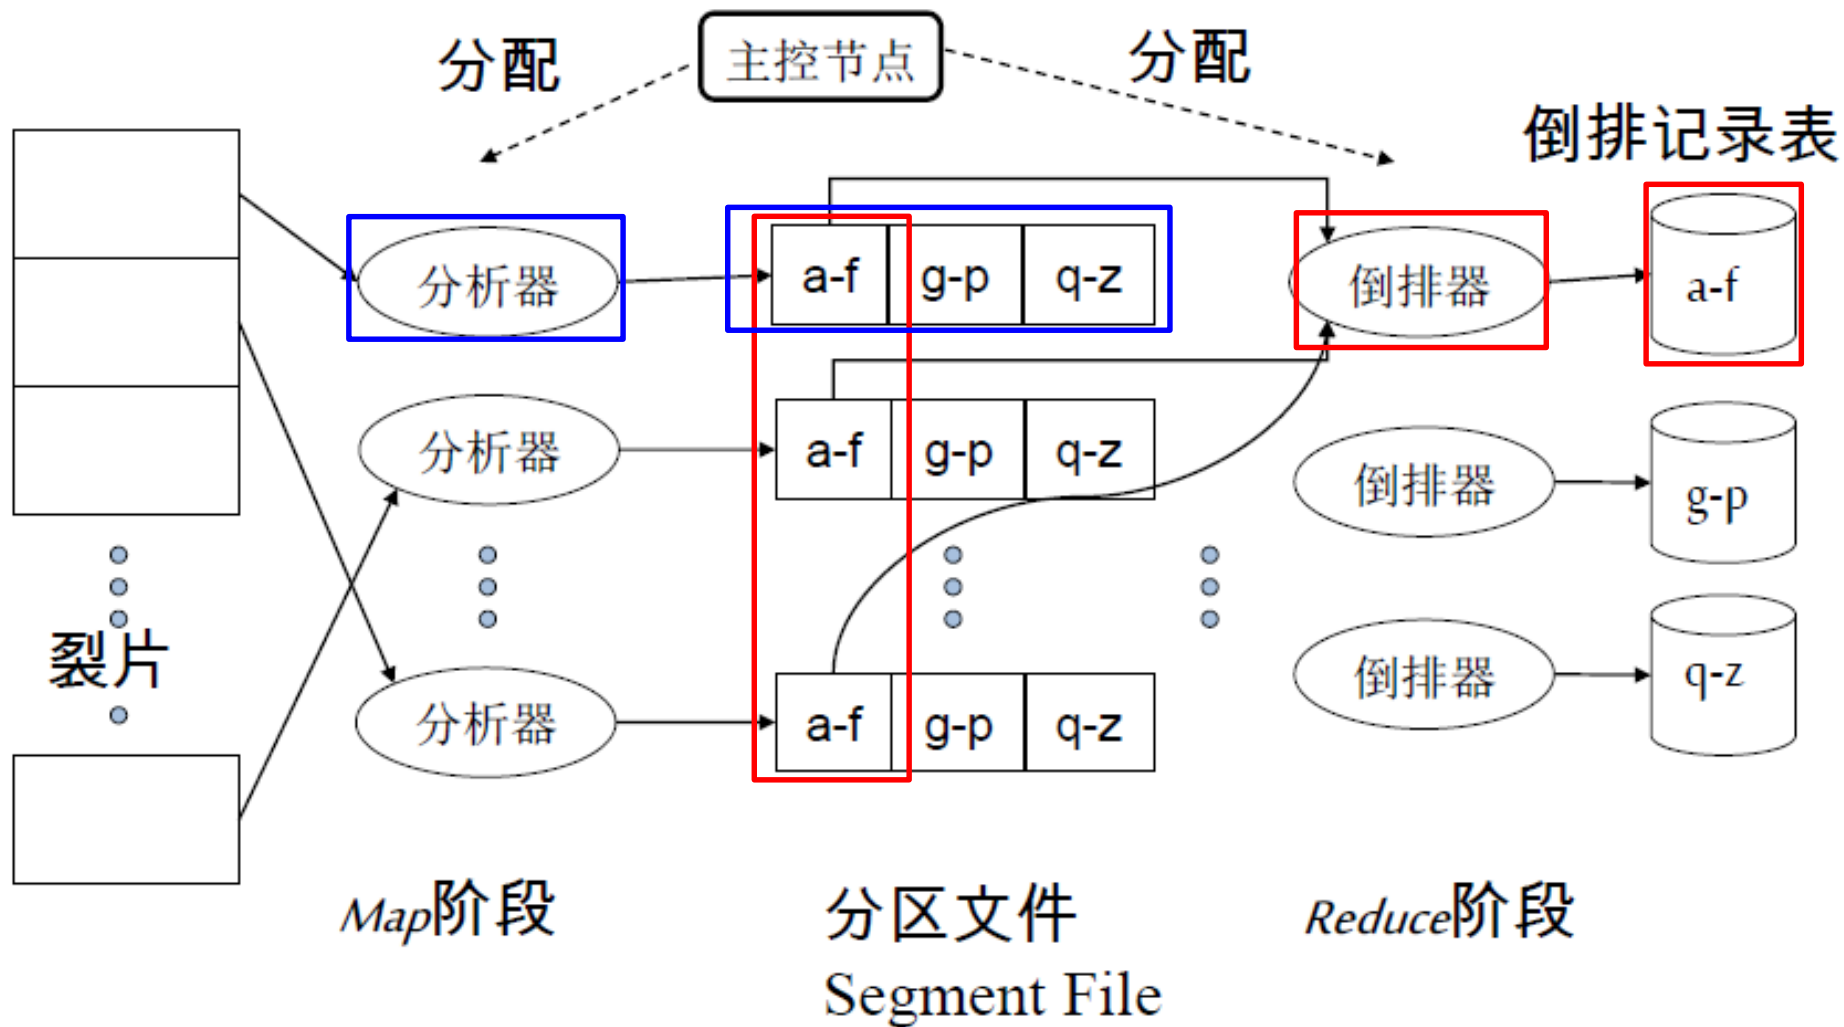 分配
主控节点
分配
倒排记录表
分析器
a-f
g-p
q-z
倒排器
a-f
分析器
a-f
g-p
q-z
倒排器
g-p
裂片
分析器
a-f
g-p
q-z
倒排器
q-z
Map阶段
分区文件
Segment File
Reduce阶段